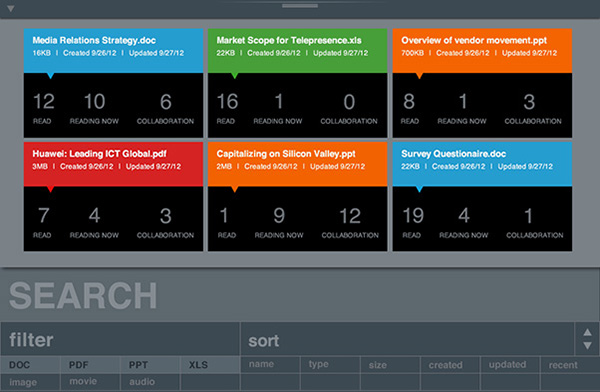 Media Relations Strategy.doc
16KB I Created 9/26/12 I Updated 9/27/12
12 10 6
READ READING NOW COLLABORATION
Market Scope for Telepresence.xls
22KB I Created 9/26/12 I Updated 9/27/12
16 1 0
READ READING NOW COLLABORATION
Overview of vendor movement.ppt
700KB I Created 9/26/12 I Updated 9/27/12
8 1 3
READ READING NOW COLLABORATION
Huawei: Leading ICT Global.pdf
3MB I Created 9/26/12 I Updated 9/27/12
7 4 3
READ READING NOW COLLABORATION
Capitalizing on Silicon Valley.ppt
2MB I Created 9/26/12 I Updated 9/27/12
1 9 12
READ READING NOW COLLABORATION
Survey Questionaire.doc
22KB I Created 9/26/12 I Updated 9/27/12
19 4 1
READ READING NOW COLLABORATION
SEARCH
filter
DOC PDF PPT XLS
image movie audio
sort
name type size created updated recent